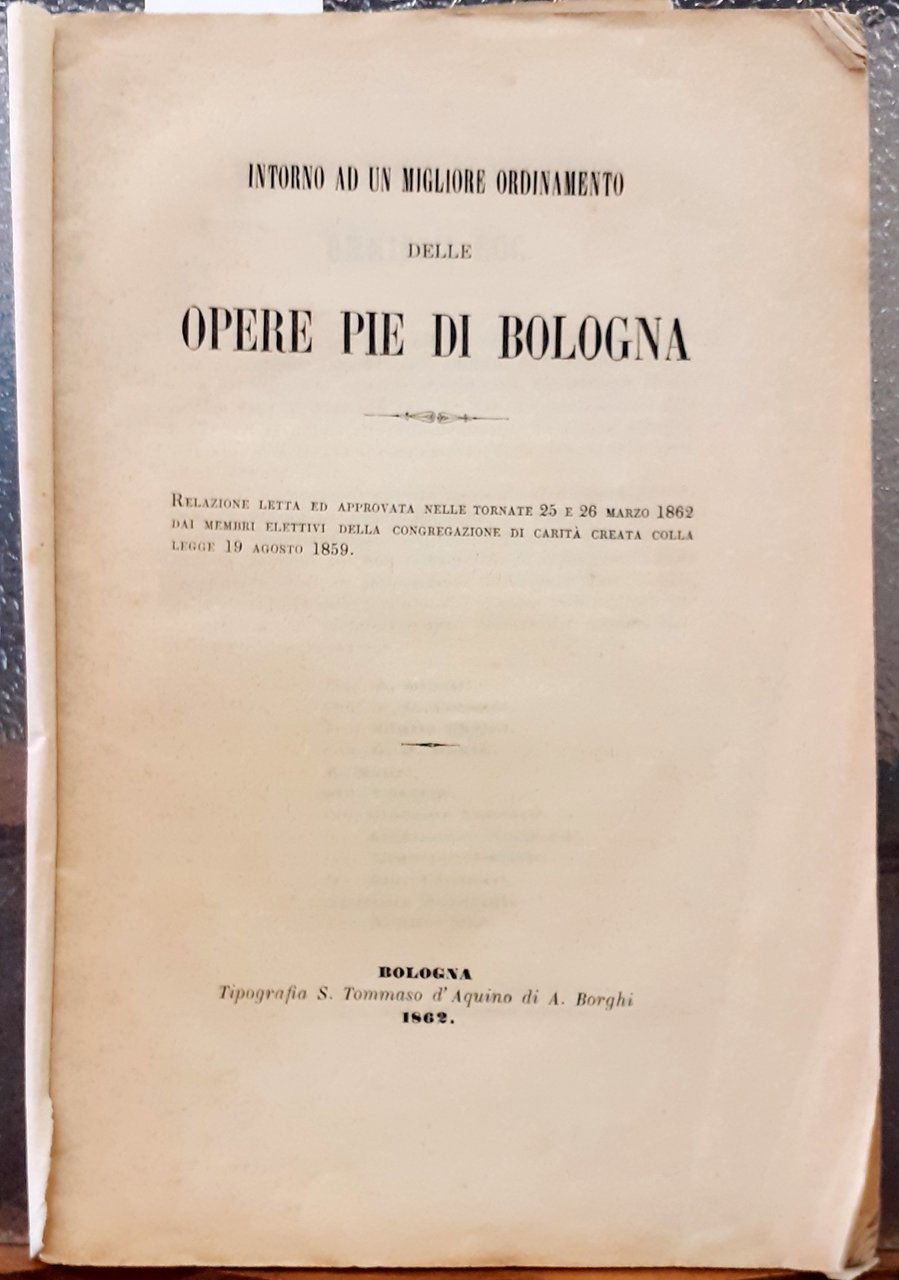 INTORNO AD UN MIGLIORE ORDINAMENTO
DELLE
OPERE PIE DI BOLOGNA
RELAZIONE LETTA ED APPROVATA NELLE TORNATE 25 E 26 MARZO 1862
DAI MEMBRI ELETTIVI DELLA CONGREGAZIONE DI CARITÀ CREATA COLLA
LEGGE 19 AGOSTO 1859.
BOLOGNA
Tipografia S. Tommaso d'Aquino di A. Borghi
1862.